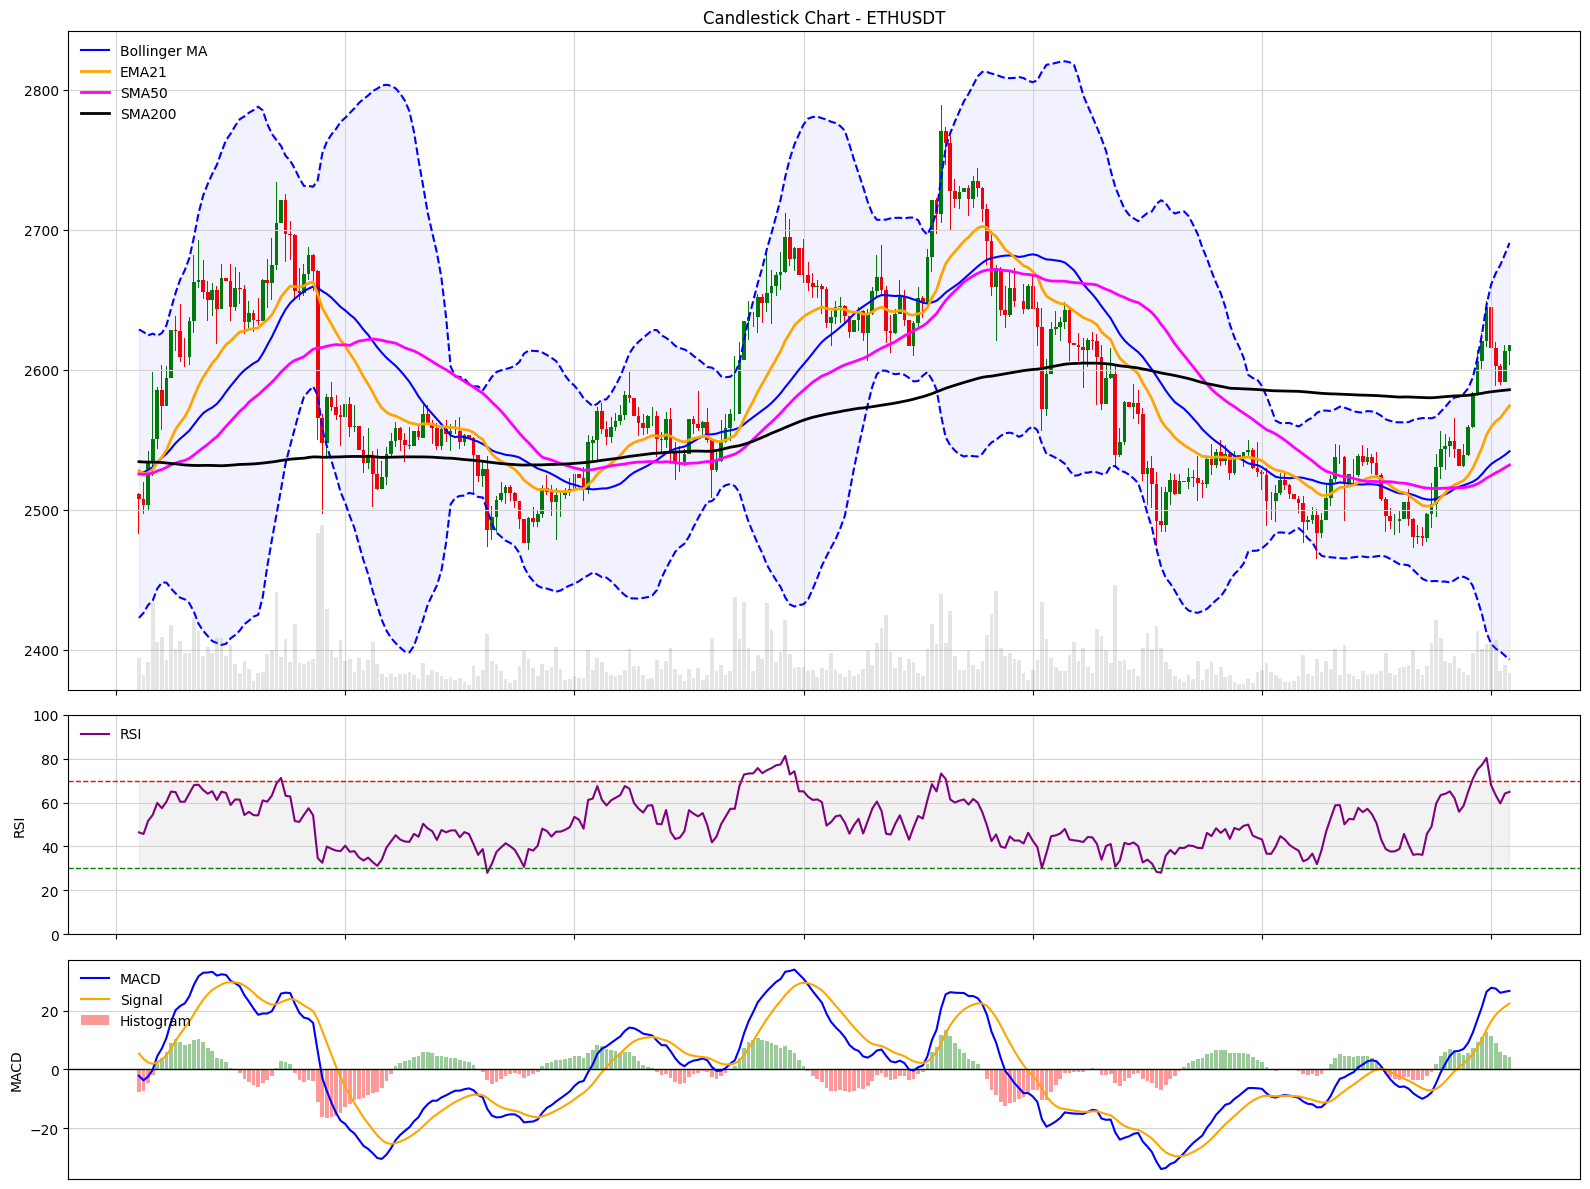 Candlestick Chart - ETHUSDT
Bollinger MA
EMA21
SMA50
SMA200
2800
2700
2600
2500
2400
RSI
100
80
60
40
20
0
RSI
MACD
Signal
Histogram
20
0
−20
MACD